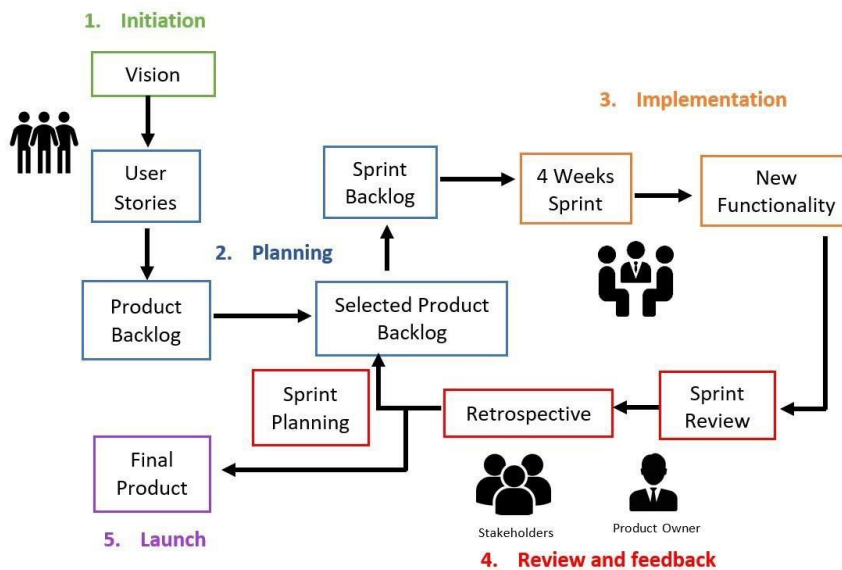 1. Initiation
Vision
User
Stories
Product
Backlog
2. Planning
Selected Product
Backlog
Sprint
Backlog
3. Implementation
4 Weeks
Sprint
New
Functionality
Sprint
Review
Retrospective
Stakeholders
Product Owner
4. Review and feedback
Sprint
Planning
Final
Product
5. Launch